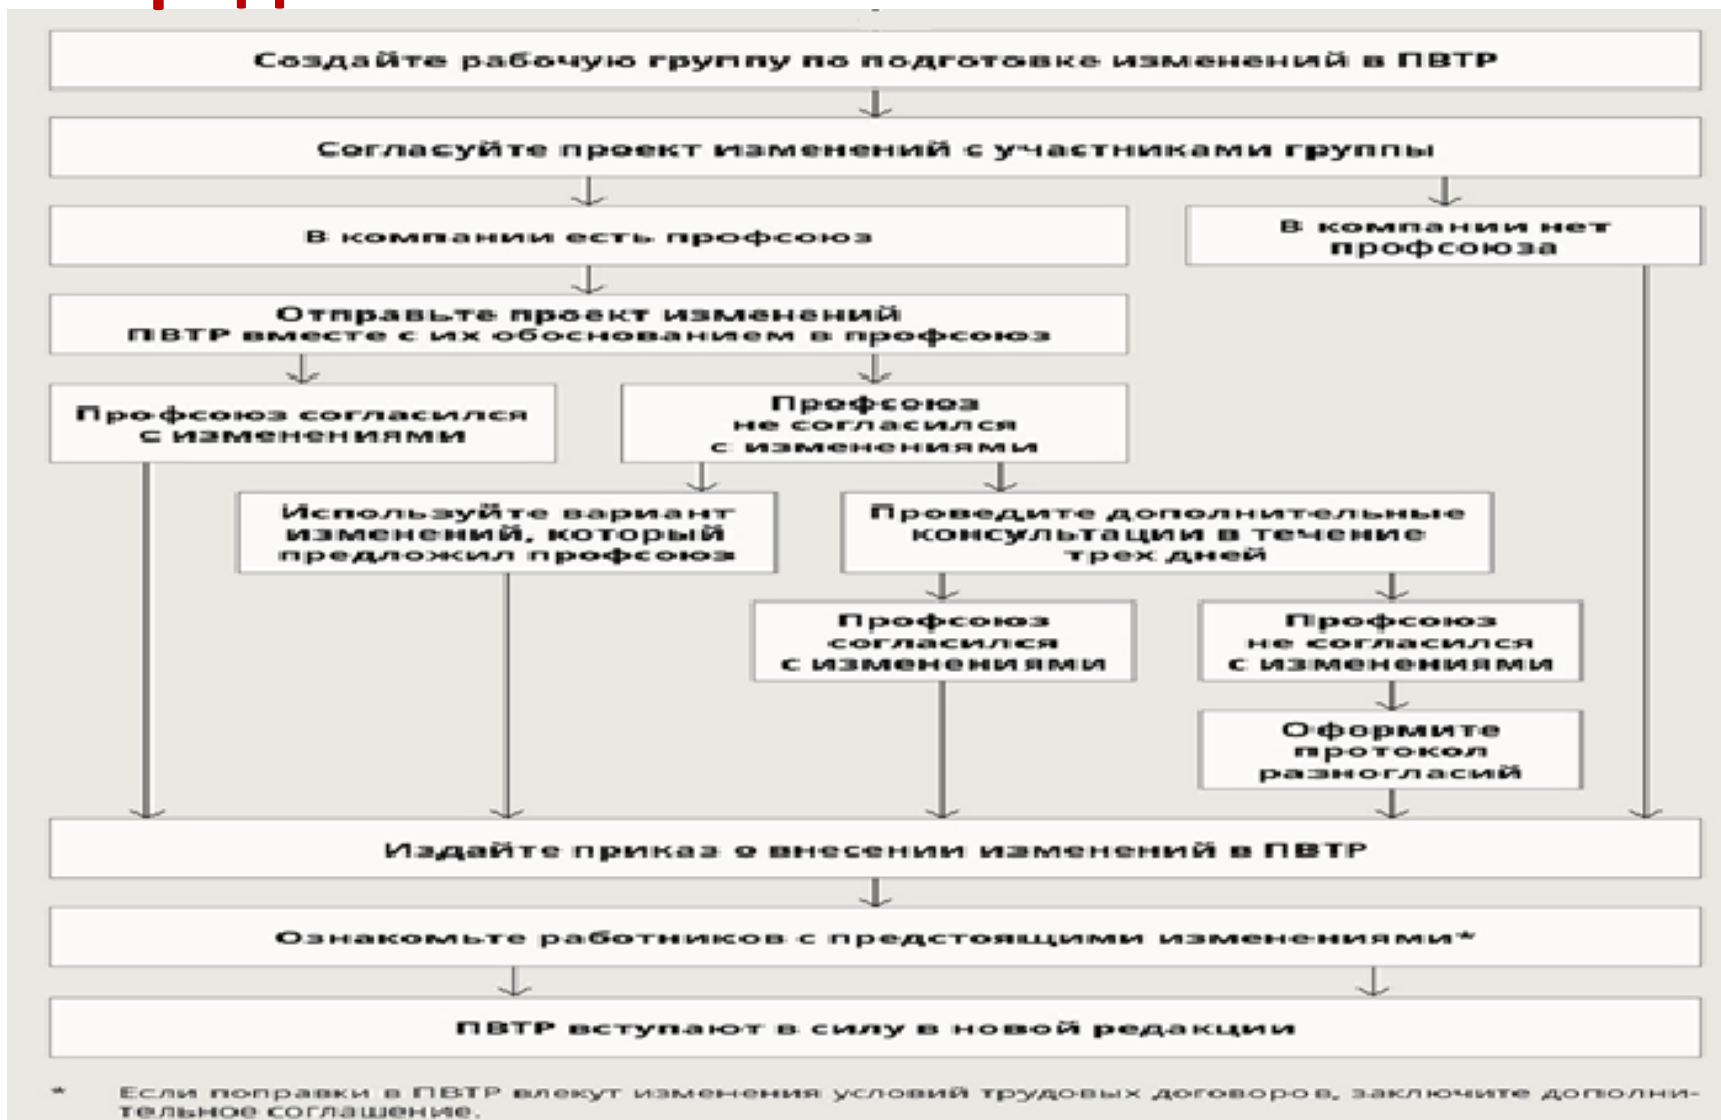 Создайте рабочую группу по подготовке изменений в ПВТР
Согласуйте проект изменений с участниками группы
В компании есть профсоюз
В компании нет
профсоюза
Отправьте проект изменений
ПВТР вместе с их обоснованием в профсоюз
Профсоюз согласился
с изменениями
Профсоюз
не согласился
с изменениями
Используйте вариант
изменений, который
предложил профсоюз
Проведите дополнительные
консультации в течение
трех дней
Профсоюз
согласился
с изменениями
Профсоюз
не согласился
с изменениями
Оформите
протокол
разногласий
Издайте приказ о внесении изменений в ПВТР
Ознакомьте работников с предстоящими изменениями*
ПВТР вступают в силу в новой редакции
* Если поправки в ПВТР влекут изменения условий трудовых договоров, заключите дополни-
тельное соглашение.